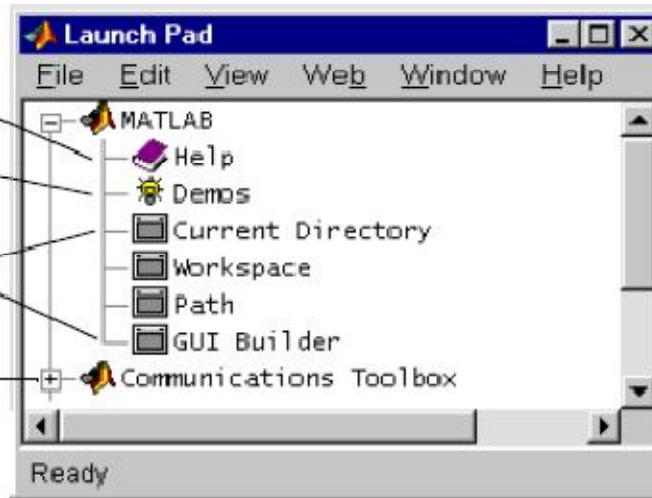 Launch Pad
File Edit View Web Window Help
MATLAB
Help
Demos
Current Directory
Workspace
Path
GUI Builder
Communications Toolbox
Ready